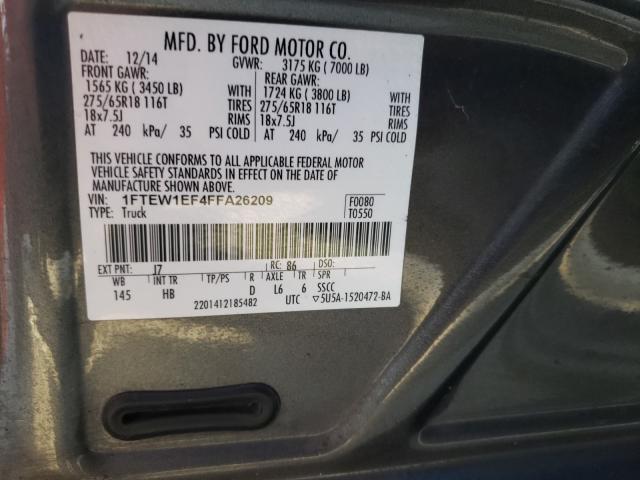 MFD. BY FORD MOTOR CO.
DATE: 12/14 GVWR: 3175 KG ( 7000 LB)
FRONT GAWR: REAR GAWR:
1565 KG ( 3450 LB) WITH 1724 KG ( 3800 LB) WITH
275/65R18 116T TIRES 275/65R18 116T TIRES
18x7.5J RIMS 18x7.5J RIMS
AT 240 kPa/ 35 PSI COLD AT 240 kPa/ 35 PSI COLD
THIS VEHICLE CONFORMS TO ALL APPLICABLE FEDERAL MOTOR
VEHICLE SAFETY STANDARDS IN EFFECT ON THE DATE OF
MANUFACTURE SHOWN ABOVE.
VIN: 1FTEW1EF4FFA26209 F0080
TYPE: Truck T0550
EXT PNT: J7 RC: 86 DSO:
WB INT TR TP/PS R AXLE TR SPR
145 HB D L6 6 SSCC
2201412185482 UTC ▽5U5A-1520472-BA